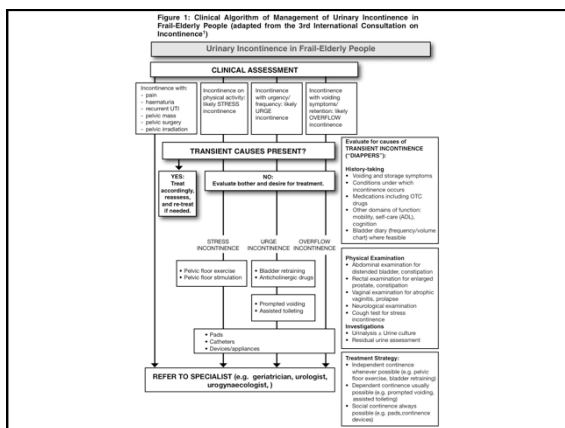 Figure 1: Clinical Algorithm of Management of Urinary Incontinence in
Frail-Elderly People (adapted from the 3rd International Consultation on
Incontinence¹)
Urinary Incontinence in Frail-Elderly People
CLINICAL ASSESSMENT
Incontinence with:
- pain
- haematuria
- recurrent UTI
- pelvic mass
- pelvic surgery
- pelvic irradiation
Incontinence on
physical activity:
likely STRESS
incontinence
Incontinence
with urgency/
frequency: likely
URGE
incontinence
Incontinence
with voiding
symptoms/
retention: likely
OVERFLOW
incontinence
TRANSIENT CAUSES PRESENT?
YES:
Treat
accordingly,
reassess,
and re-treat
if needed.
NO:
Evaluate bother and desire for treatment.
Evaluate for causes of
TRANSIENT INCONTINENCE
("DIAPPERS"):
History-taking
• Voiding and storage symptoms
• Conditions under which
incontinence occurs
• Medications including OTC
drugs
• Other domains of function:
mobility, self-care (ADL),
cognition
• Bladder diary (frequency/volume
chart) where feasible
STRESS
INCONTINENCE
URGE
INCONTINENCE
OVERFLOW
INCONTINENCE
• Pelvic floor exercise
• Pelvic floor stimulation
• Bladder retraining
• Anticholinergic drugs
• Prompted voiding
• Assisted toileting
Physical Examination
• Abdominal examination for
distended bladder, constipation
• Rectal examination for enlarged
prostate, constipation
• Vaginal examination for atrophic
vaginitis, prolapse
• Neurological examination
• Cough test for stress
incontinence
Investigations
• Urinalysis ± Urine culture
• Residual urine assessment
• Pads
• Catheters
• Devices/appliances
REFER TO SPECIALIST (e.g. geriatrician, urologist,
urogynaecologist, )
Treatment Strategy:
• Independent continence
whenever possible (e.g. pelvic
floor exercise, bladder retraining)
• Dependent continence usually
possible (e.g. prompted voiding,
assisted toileting)
• Social continence always
possible (e.g. pads,continence
devices)